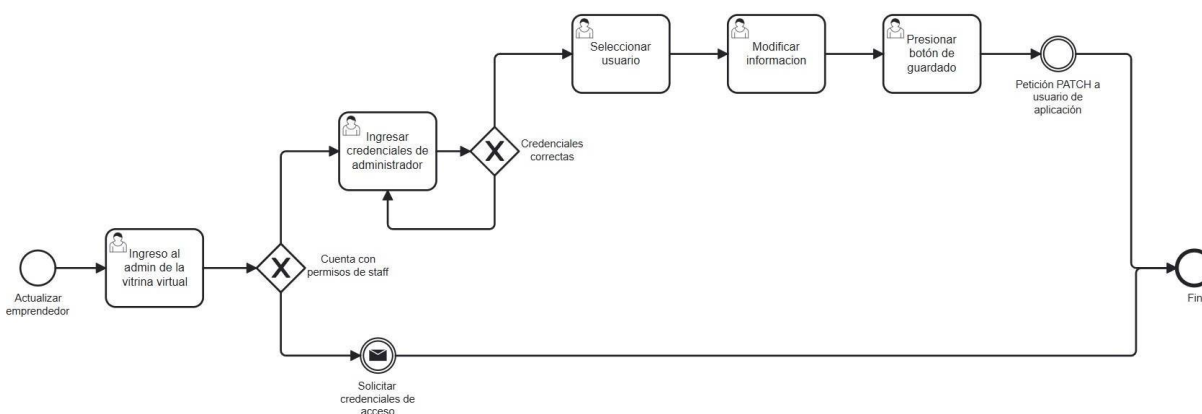 Seleccionar
usuario
Modificar
informacion
Presionar
botón de
guardado
Petición PATCH a
usuario de
aplicación
Ingresar
credenciales de
administrador
Credenciales
correctas
Ingreso al
admin de la
vitrina virtual
Cuenta con
permisos de staff
Actualizar
emprendedor
Fin
Solicitar
credenciales de
acceso